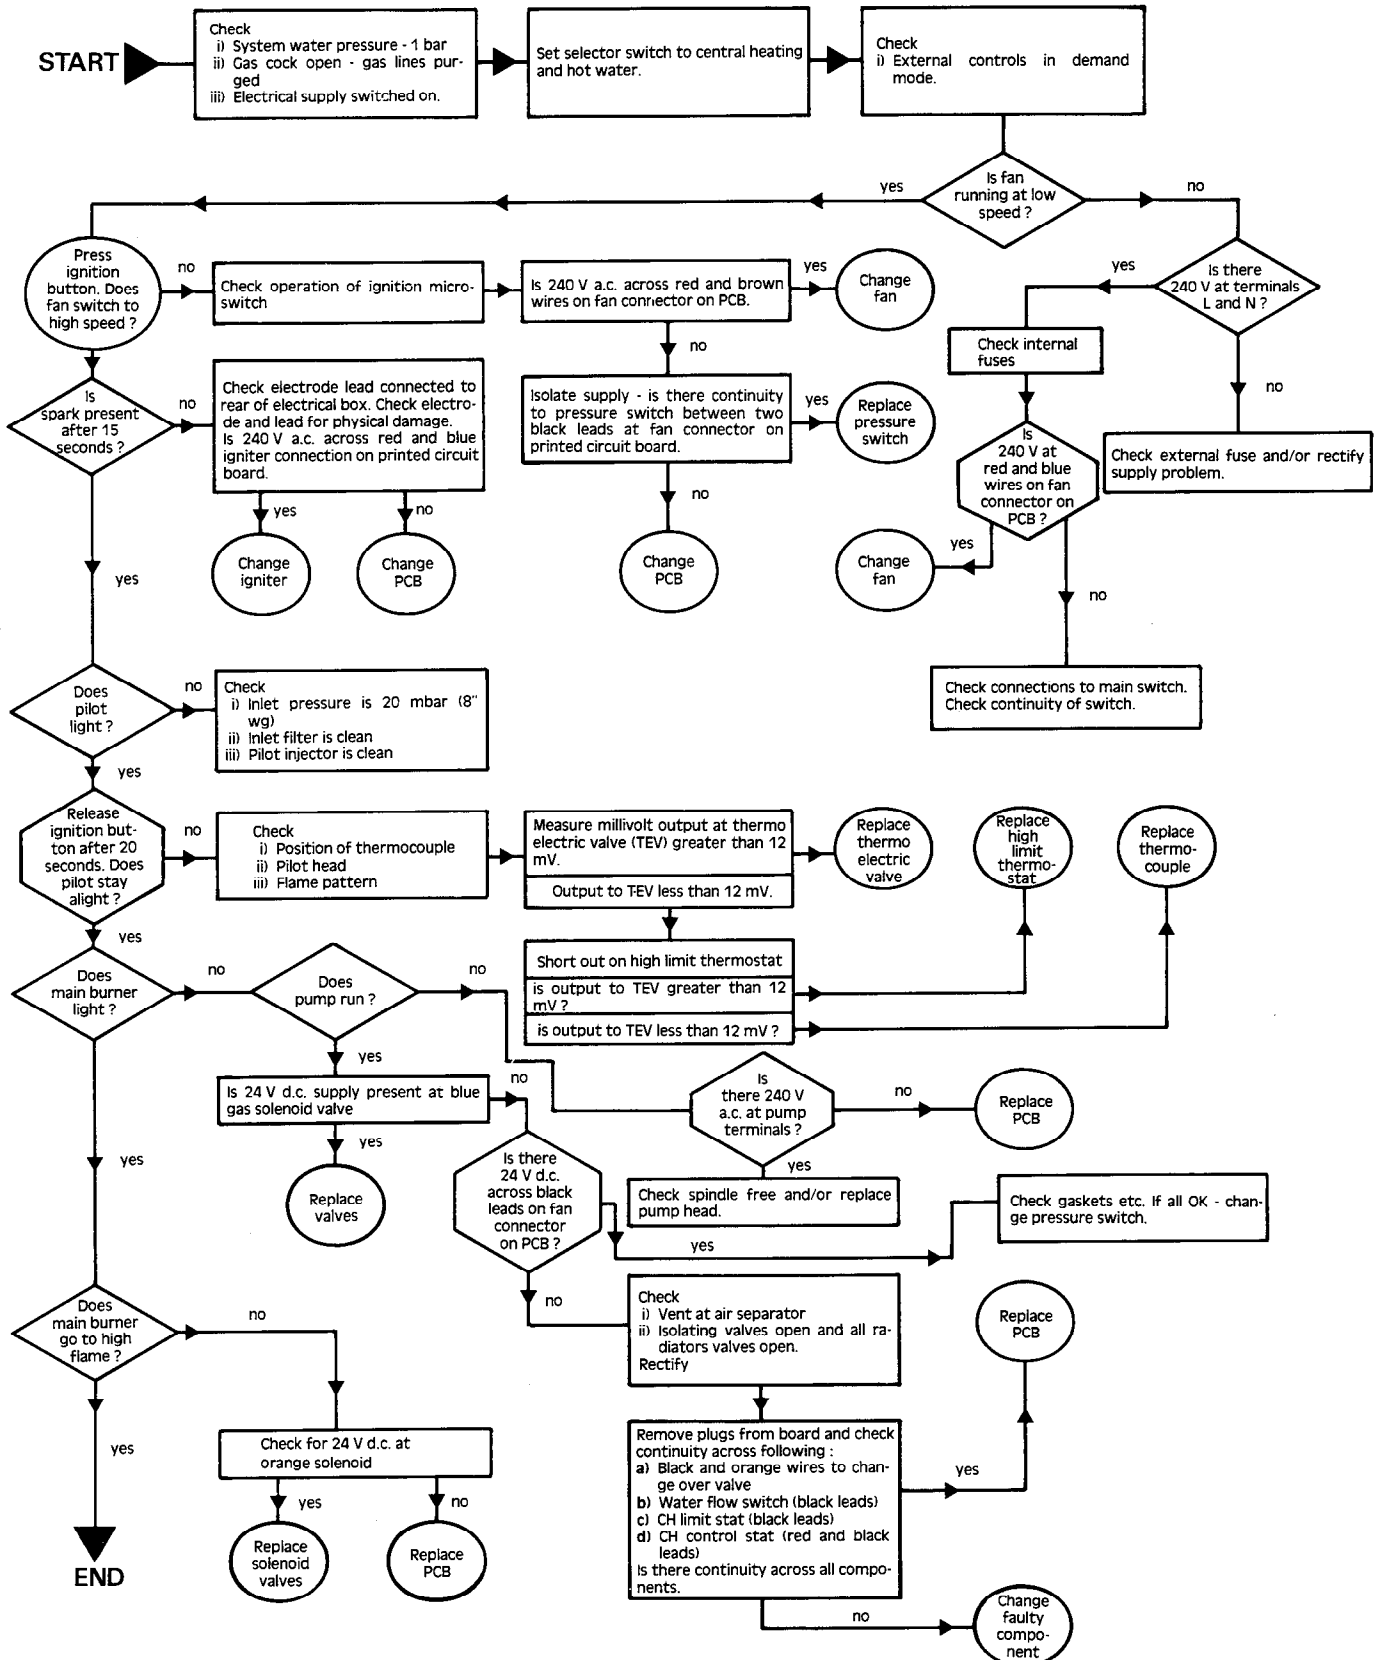 START
Check
i) System water pressure - 1 bar
ii) Gas cock open - gas lines pur-
ged
iii) Electrical supply switched on.
Set selector switch to central heating
and hot water.
Check
i) External controls in demand
mode.
Is fan
running at low
speed ?
yes
no
Press
ignition
button. Does
fan switch to
high speed ?
no
Check operation of ignition micro-
switch
Is 240 V a.c. across red and brown
wires on fan connector on PCB.
yes
Change
fan
no
Is there
240 V at terminals
L and N ?
yes
no
Check internal
fuses
Is
spark present
after 15
seconds ?
no
yes
Check electrode lead connected to
rear of electrical box. Check electro-
de and lead for physical damage.
Is 240 V a.c. across red and blue
igniter connection on printed circuit
board.
yes
no
Change
igniter
Change
PCB
Isolate supply - is there continuity
to pressure switch between two
black leads at fan connector on
printed circuit board.
yes
Replace
pressure
switch
no
Change
PCB
Is
240 V at
red and blue
wires on fan
connector on
PCB ?
yes
Change
fan
no
Check external fuse and/or rectify
supply problem.
Check connections to main switch.
Check continuity of switch.
Does
pilot
light ?
no
yes
Check
i) Inlet pressure is 20 mbar (8"
wg)
ii) Inlet filter is clean
iii) Pilot injector is clean
Release
ignition but-
ton after 20
seconds. Does
pilot stay
alight ?
no
yes
Check
i) Position of thermocouple
ii) Pilot head
iii) Flame pattern
Measure millivolt output at thermo
electric valve (TEV) greater than 12
mV.
Output to TEV less than 12 mV.
Replace
thermo
electric
valve
Replace
high
limit
thermo-
stat
Replace
thermo-
couple
Short out on high limit thermostat
is output to TEV greater than 12
mV ?
is output to TEV less than 12 mV ?
Does
main burner
light ?
no
yes
Does
pump run ?
no
yes
Is 24 V d.c. supply present at blue
gas solenoid valve
no
yes
Replace
valves
Is
there 240 V
a.c. at pump
terminals ?
no
Replace
PCB
yes
Check spindle free and/or replace
pump head.
Is there
24 V d.c.
across black
leads on fan
connector
on PCB ?
yes
Check gaskets etc. If all OK - chan-
ge pressure switch.
no
Check
i) Vent at air separator
ii) Isolating valves open and all ra-
diators valves open.
Rectify
Replace
PCB
Does
main burner
go to high
flame ?
no
yes
Check for 24 V d.c. at
orange solenoid
yes
no
Replace
solenoid
valves
Replace
PCB
Remove plugs from board and check
continuity across following :
a) Black and orange wires to chan-
ge over valve
b) Water flow switch (black leads)
c) CH limit stat (black leads)
d) CH control stat (red and black
leads)
Is there continuity across all compo-
nents.
yes
no
Change
faulty
compo-
nent
END